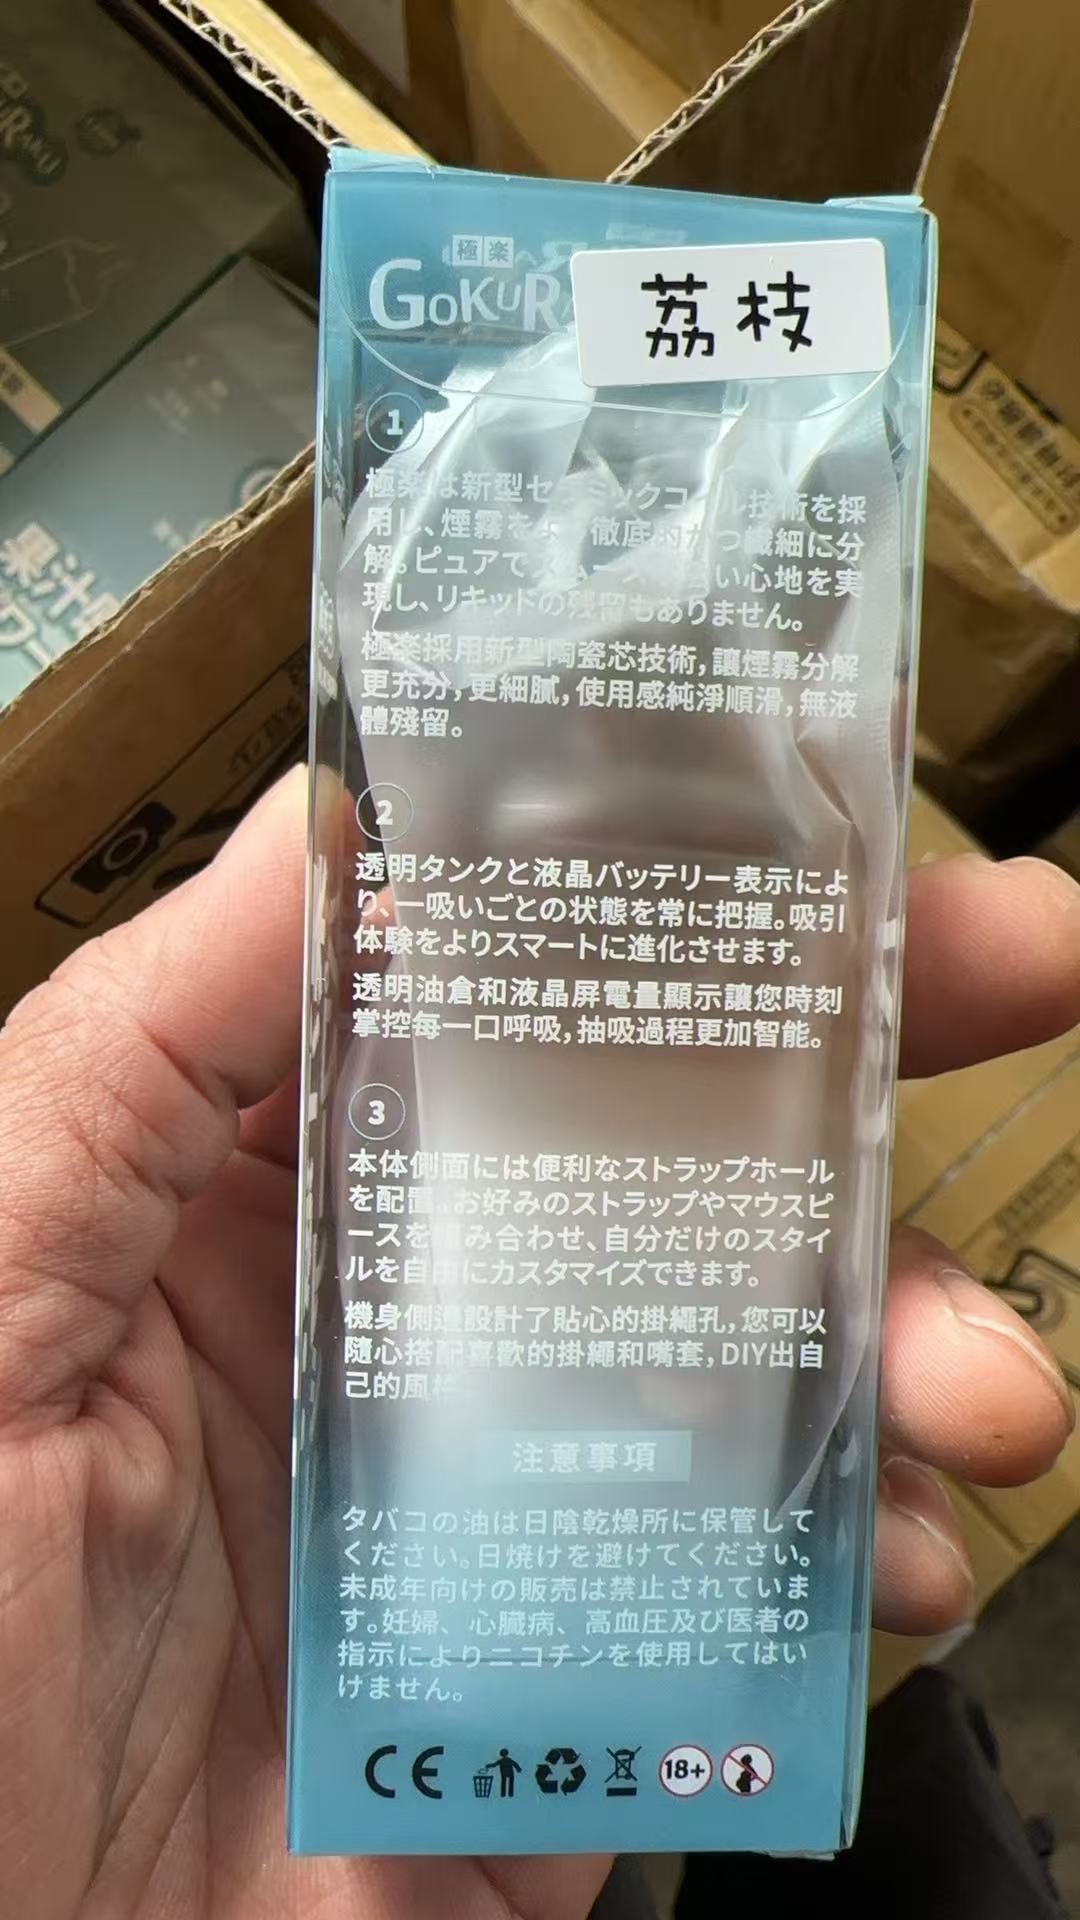 極楽
GOKUR
荔枝
1
極楽は新型セラミックコイル技術を採
用し、煙霧をより徹底的かつ繊細に分
解。ピュアでスムーズな吸い心地を実
現し、リキッドの残留もありません。
極楽採用新型陶瓷芯技術，讓煙霧分解
更充分，更細膩，使用感純淨順滑，無液
體殘留。
2
透明タンクと液晶バッテリー表示によ
り、一吸いごとの状態を常に把握。吸引
体験をよりスマートに進化させます。
透明油倉和液晶屏電量顯示讓您時刻
掌控每一口呼吸，抽吸過程更加智能。
3
本体側面には便利なストラップホール
を配置。お好みのストラップやマウスピ
ースを組み合わせ、自分だけのスタイ
ルを自由にカスタマイズできます。
機身側邊設計了貼心的掛繩孔，您可以
隨心搭配喜歡的掛繩和嘴套，DIY出自
己的風格
注意事項
タバコの油は日陰乾燥所に保管して
ください。日焼けを避けてください。
未成年向けの販売は禁止されていま
す。妊婦、心臓病、高血圧及び医者の
指示によりニコチンを使用してはい
けません。
CE
18+
果汁
ワー